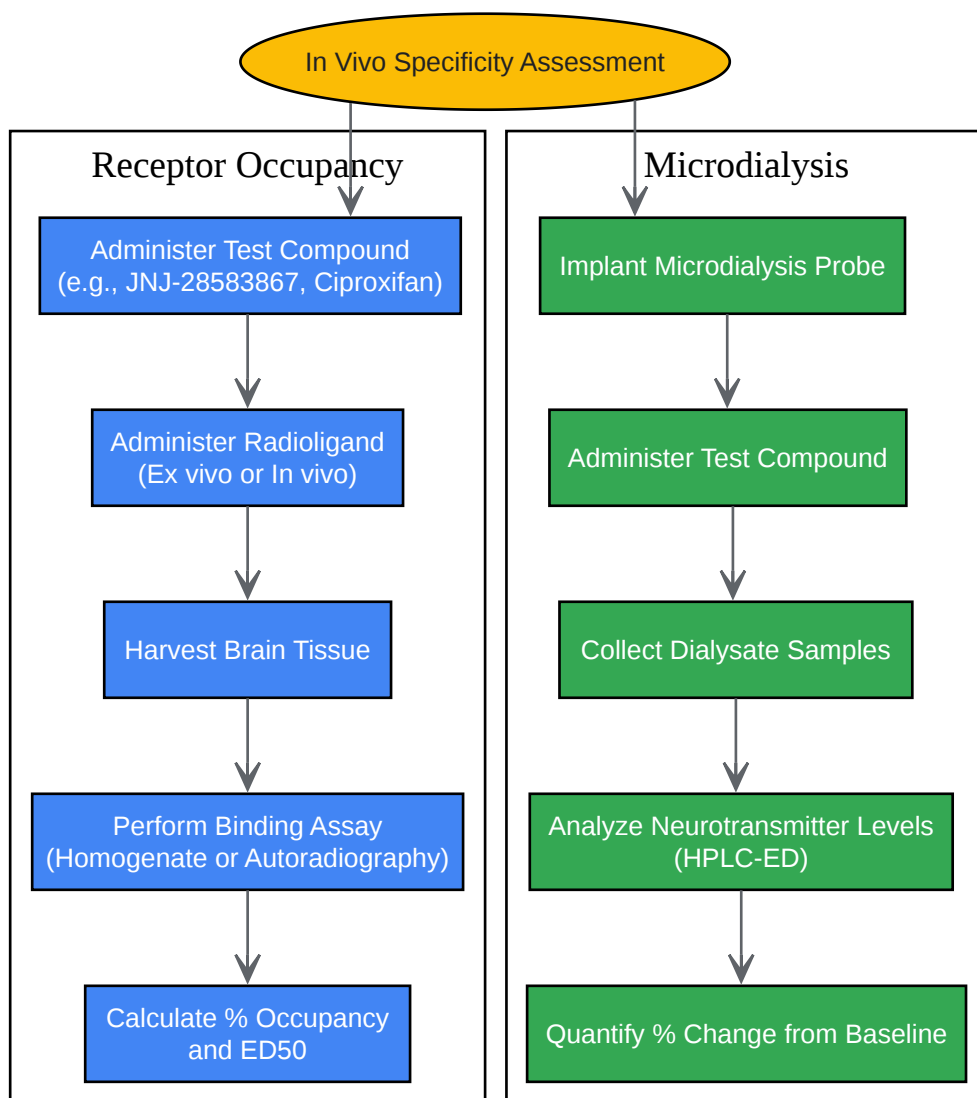 In Vivo Specificity Assessment
Receptor Occupancy
Administer Test Compound
(e.g., JNJ-28583867, Ciproxifan)
Administer Radioligand
(Ex vivo or In vivo)
Harvest Brain Tissue
Perform Binding Assay
(Homogenate or Autoradiography)
Calculate % Occupancy
and ED50
Microdialysis
Implant Microdialysis Probe
Administer Test Compound
Collect Dialysate Samples
Analyze Neurotransmitter Levels
(HPLC-ED)
Quantify % Change from Baseline